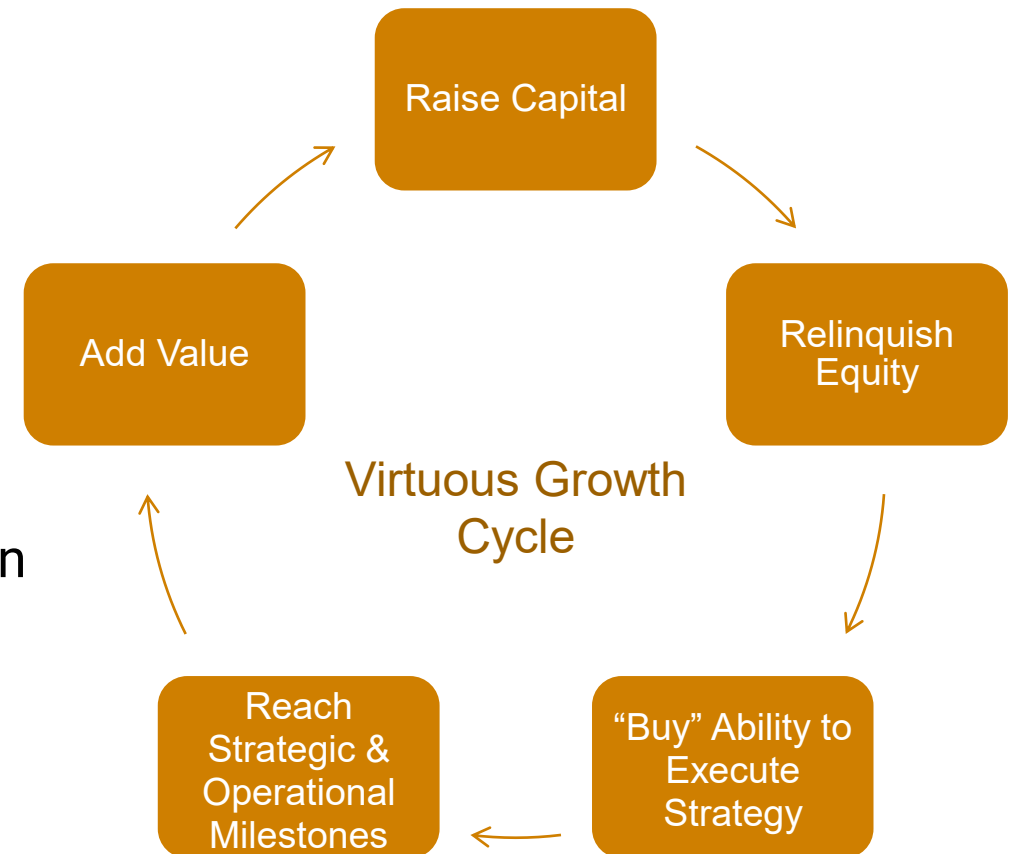 Raise Capital
Add Value
Relinquish
Equity
Virtuous Growth
Cycle
n
Reach
Strategic &
Operational
Milestones
“Buy” Ability to
Execute
Strategy